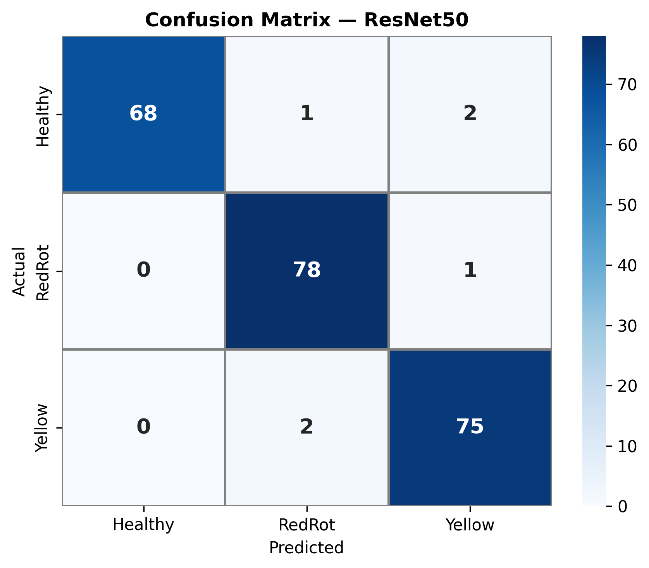 Confusion Matrix — ResNet50
Healthy 68 1 2
Actual
RedRot 0 78 1
Yellow 0 2 75
Healthy RedRot Yellow
Predicted
70
60
50
40
30
20
10
0